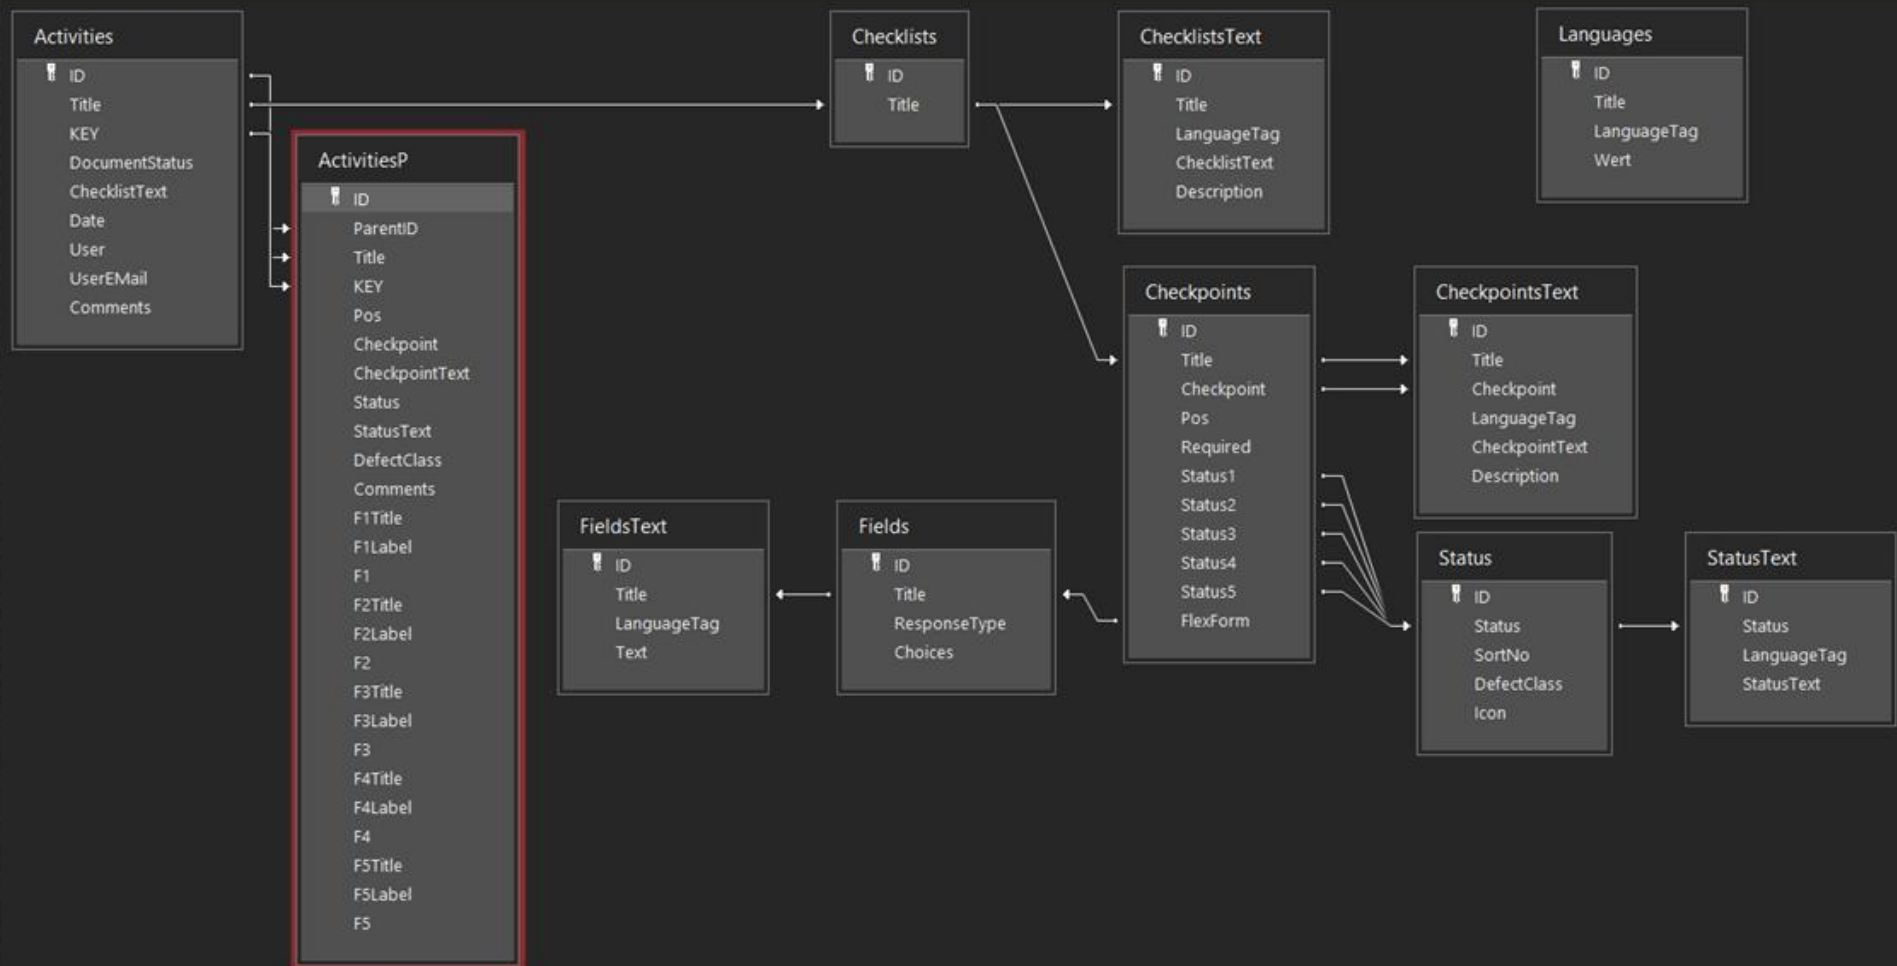 Activities
ID
Title
KEY
DocumentStatus
ChecklistText
Date
User
UserEMail
Comments
ActivitiesP
ID
ParentID
Title
KEY
Pos
Checkpoint
CheckpointText
Status
StatusText
DefectClass
Comments
F1Title
F1Label
F1
F2Title
F2Label
F2
F3Title
F3Label
F3
F4Title
F4Label
F4
F5Title
F5Label
F5
Checklists
ID
Title
ChecklistsText
ID
Title
LanguageTag
ChecklistText
Description
Languages
ID
Title
LanguageTag
Wert
Checkpoints
ID
Title
Checkpoint
Pos
Required
Status1
Status2
Status3
Status4
Status5
FlexForm
CheckpointsText
ID
Title
Checkpoint
LanguageTag
CheckpointText
Description
FieldsText
ID
Title
LanguageTag
Text
Fields
ID
Title
ResponseType
Choices
Status
ID
Status
SortNo
DefectClass
Icon
StatusText
ID
Status
LanguageTag
StatusText